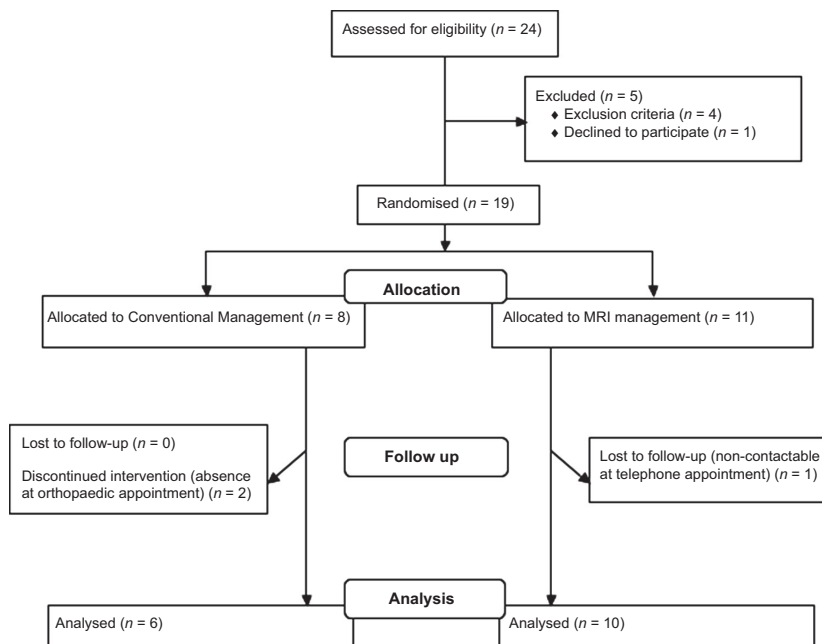 Assessed for eligibility (n = 24)
Excluded (n = 5)
♦ Exclusion criteria (n = 4)
♦ Declined to participate (n = 1)
Randomised (n = 19)
Allocation
Allocated to Conventional Management (n = 8)
Allocated to MRI management (n = 11)
Lost to follow-up (n = 0)
Discontinued intervention (absence
at orthopaedic appointment) (n = 2)
Follow up
Lost to follow-up (non-contactable
at telephone appointment) (n = 1)
Analysis
Analysed (n = 6)
Analysed (n = 10)